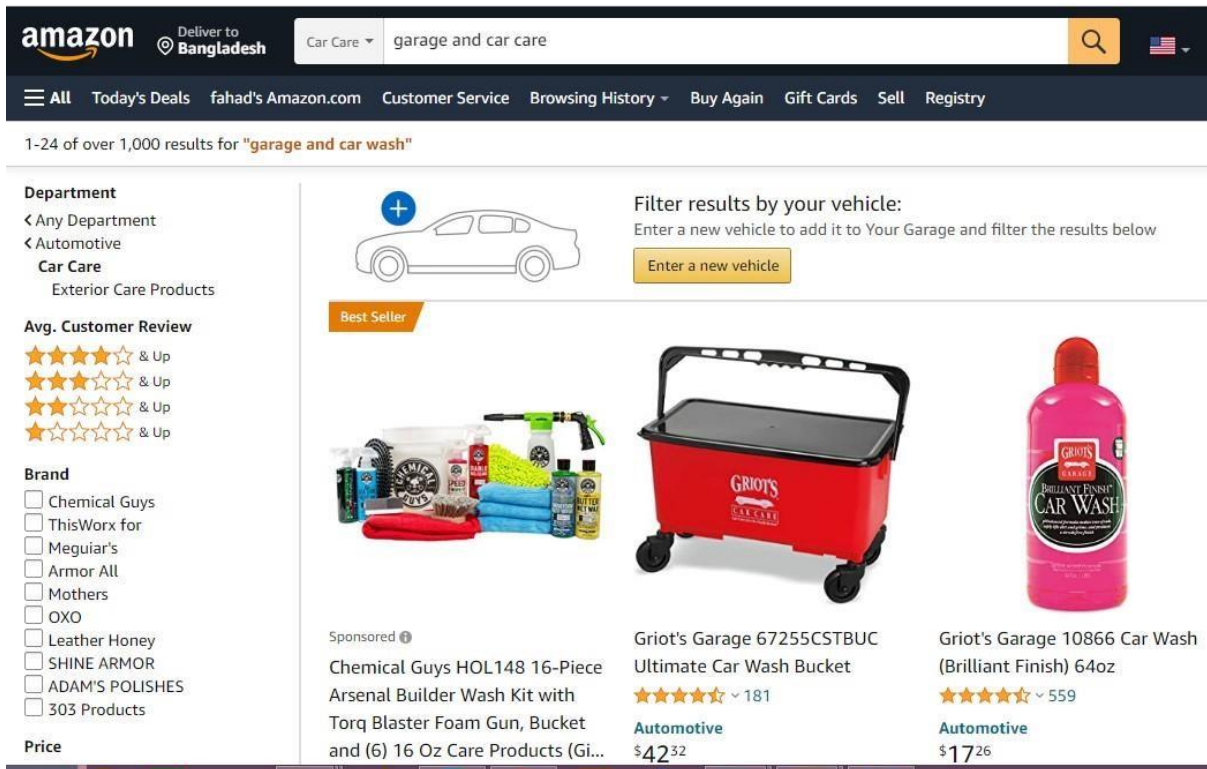 amazon
Deliver to
Bangladesh
Car Care
garage and car care
All Today's Deals fahad's Amazon.com Customer Service Browsing History Buy Again Gift Cards Sell Registry
1-24 of over 1,000 results for "garage and car wash"
Department
Any Department
Automotive
Car Care
Exterior Care Products
Avg. Customer Review
& Up
& Up
& Up
& Up
Brand
Chemical Guys
ThisWorx for
Meguiar's
Armor All
Mothers
OXO
Leather Honey
SHINE ARMOR
ADAM'S POLISHES
303 Products
Price
Filter results by your vehicle:
Enter a new vehicle to add it to Your Garage and filter the results below
Enter a new vehicle
Best Seller
CHEMICAL
GUYS
GRIOT'S
CAR CARE
GRIOT'S
GARAGE
BRILLIANT FINISH
CAR WASH
Sponsored
Chemical Guys HOL148 16-Piece
Arsenal Builder Wash Kit with
Torq Blaster Foam Gun, Bucket
and (6) 16 Oz Care Products (Gi...
Griot's Garage 67255CSTBUC
Ultimate Car Wash Bucket
181
Automotive
$42 32
Griot's Garage 10866 Car Wash
(Brilliant Finish) 64oz
559
Automotive
$17 26